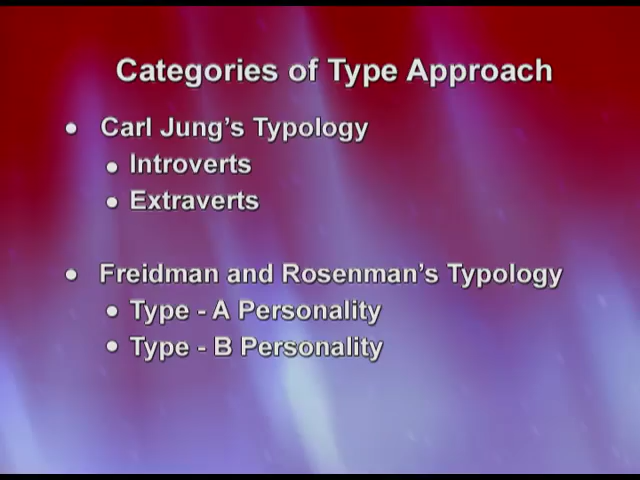 Categories of Type Approach
• Carl Jung's Typology
• Introverts
• Extraverts
• Freidman and Rosenman's Typology
• Type - A Personality
• Type - B Personality